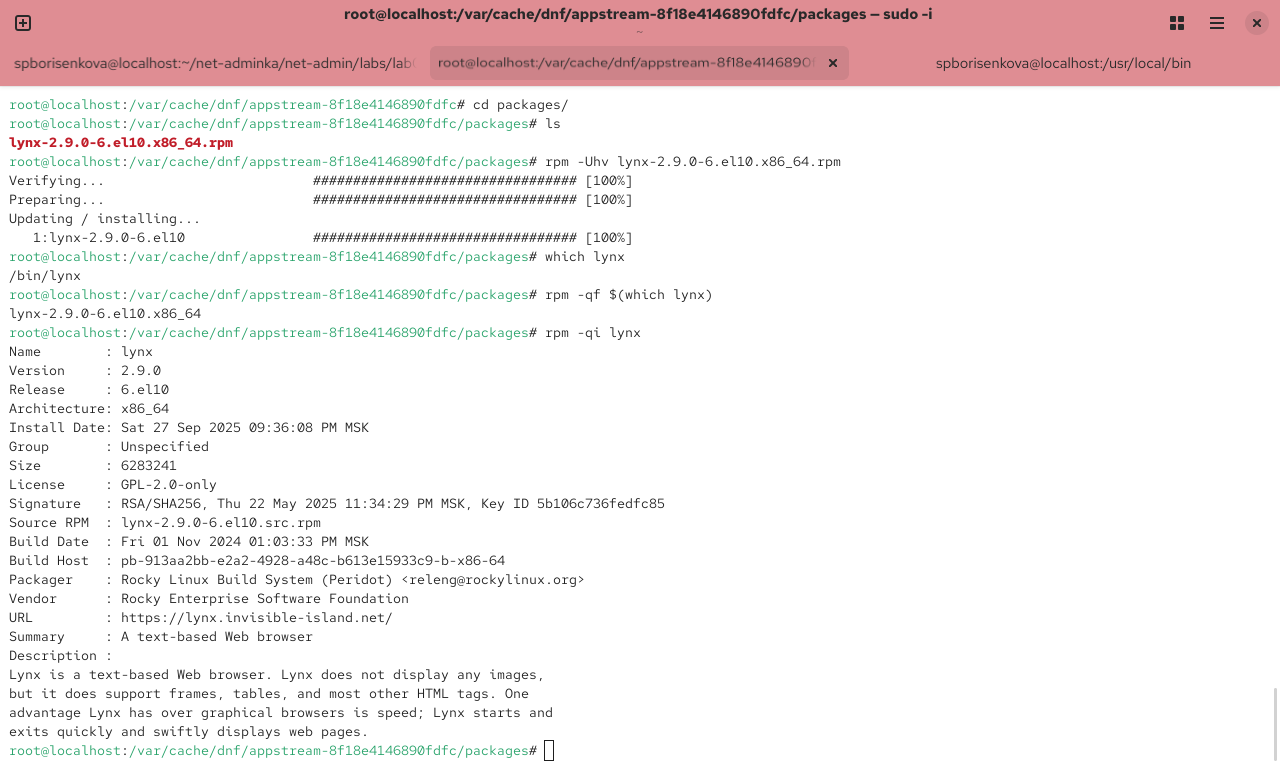 root@localhost:/var/cache/dnf/appstream-8f18e4146890fdfc/packages — sudo -i
~
spborisenkova@localhost:~/net-adminka/net-admin/labs/lab
root@localhost:/var/cache/dnf/appstream-8f18e4146890f
spborisenkova@localhost:/usr/local/bin
root@localhost:/var/cache/dnf/appstream-8f18e4146890fdfc# cd packages/
root@localhost:/var/cache/dnf/appstream-8f18e4146890fdfc/packages# ls
lynx-2.9.0-6.el10.x86_64.rpm
root@localhost:/var/cache/dnf/appstream-8f18e4146890fdfc/packages# rpm -Uhv lynx-2.9.0-6.el10.x86_64.rpm
Verifying...                          ################################# [100%]
Preparing...                          ################################# [100%]
Updating / installing...
   1:lynx-2.9.0-6.el10                ################################# [100%]
root@localhost:/var/cache/dnf/appstream-8f18e4146890fdfc/packages# which lynx
/bin/lynx
root@localhost:/var/cache/dnf/appstream-8f18e4146890fdfc/packages# rpm -qf $(which lynx)
lynx-2.9.0-6.el10.x86_64
root@localhost:/var/cache/dnf/appstream-8f18e4146890fdfc/packages# rpm -qi lynx
Name        : lynx
Version     : 2.9.0
Release     : 6.el10
Architecture: x86_64
Install Date: Sat 27 Sep 2025 09:36:08 PM MSK
Group       : Unspecified
Size        : 6283241
License     : GPL-2.0-only
Signature   : RSA/SHA256, Thu 22 May 2025 11:34:29 PM MSK, Key ID 5b106c736fedfc85
Source RPM  : lynx-2.9.0-6.el10.src.rpm
Build Date  : Fri 01 Nov 2024 01:03:33 PM MSK
Build Host  : pb-913aa2bb-e2a2-4928-a48c-b613e15933c9-b-x86-64
Packager    : Rocky Linux Build System (Peridot) <releng@rockylinux.org>
Vendor      : Rocky Enterprise Software Foundation
URL         : https://lynx.invisible-island.net/
Summary     : A text-based Web browser
Description :
Lynx is a text-based Web browser. Lynx does not display any images,
but it does support frames, tables, and most other HTML tags. One
advantage Lynx has over graphical browsers is speed; Lynx starts and
exits quickly and swiftly displays web pages.
root@localhost:/var/cache/dnf/appstream-8f18e4146890fdfc/packages#